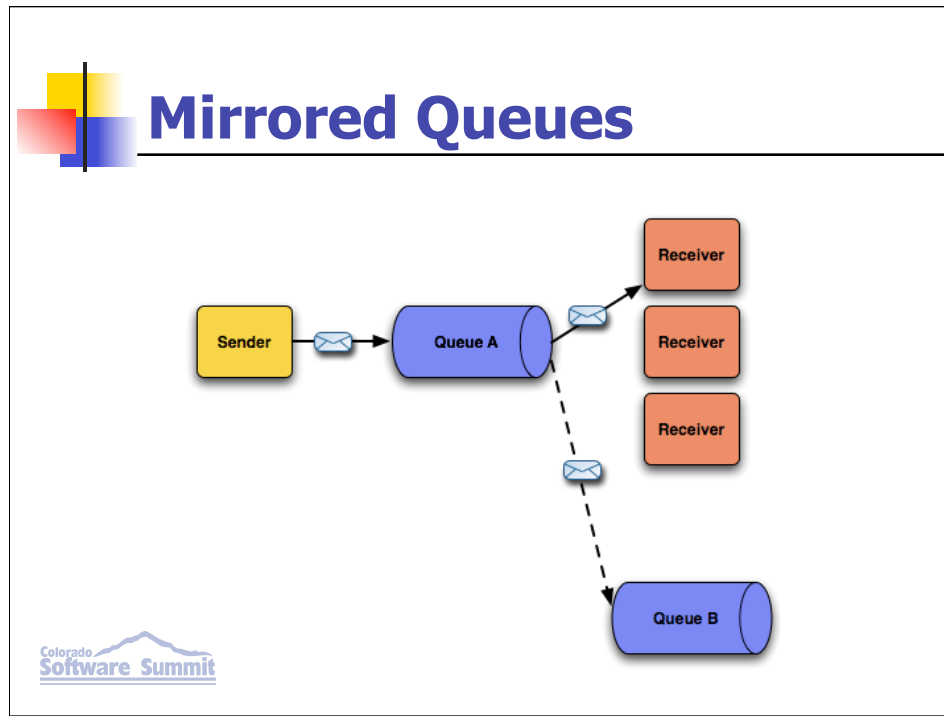 Mirrored Queues
Receiver
Sender
Queue A
Receiver
Receiver
Queue B
Colorado
Software Summit